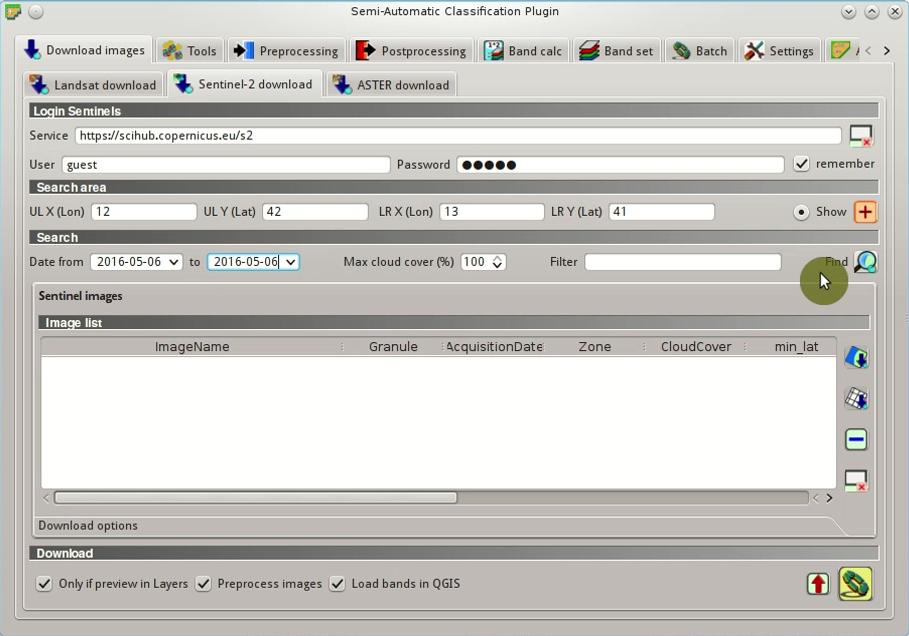 Semi-Automatic Classification Plugin
Download images Tools Preprocessing Postprocessing Band calc Band set Batch Settings
Landsat download Sentinel-2 download ASTER download
Login Sentinels
Service https://scihub.copernicus.eu/s2
User guest Password ●●●●● remember
Search area
UL X (Lon) 12 UL Y (Lat) 42 LR X (Lon) 13 LR Y (Lat) 41 Show
Search
Date from 2016-05-06 to 2016-05-06 Max cloud cover (%) 100 Filter Find
Sentinel images
Image list
ImageName Granule AcquisitionDate Zone CloudCover min_lat
Download options
Download
Only if preview in Layers Preprocess images Load bands in QGIS